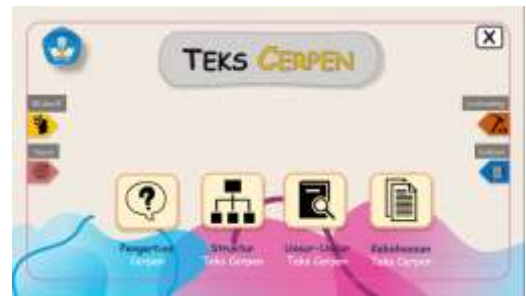 TEKS CERPEN
X
Pengertian
Cerpen
Struktur
Teks Cerpen
Unsur-Unsur
Teks Cerpen
Kebahasaan
Teks Cerpen